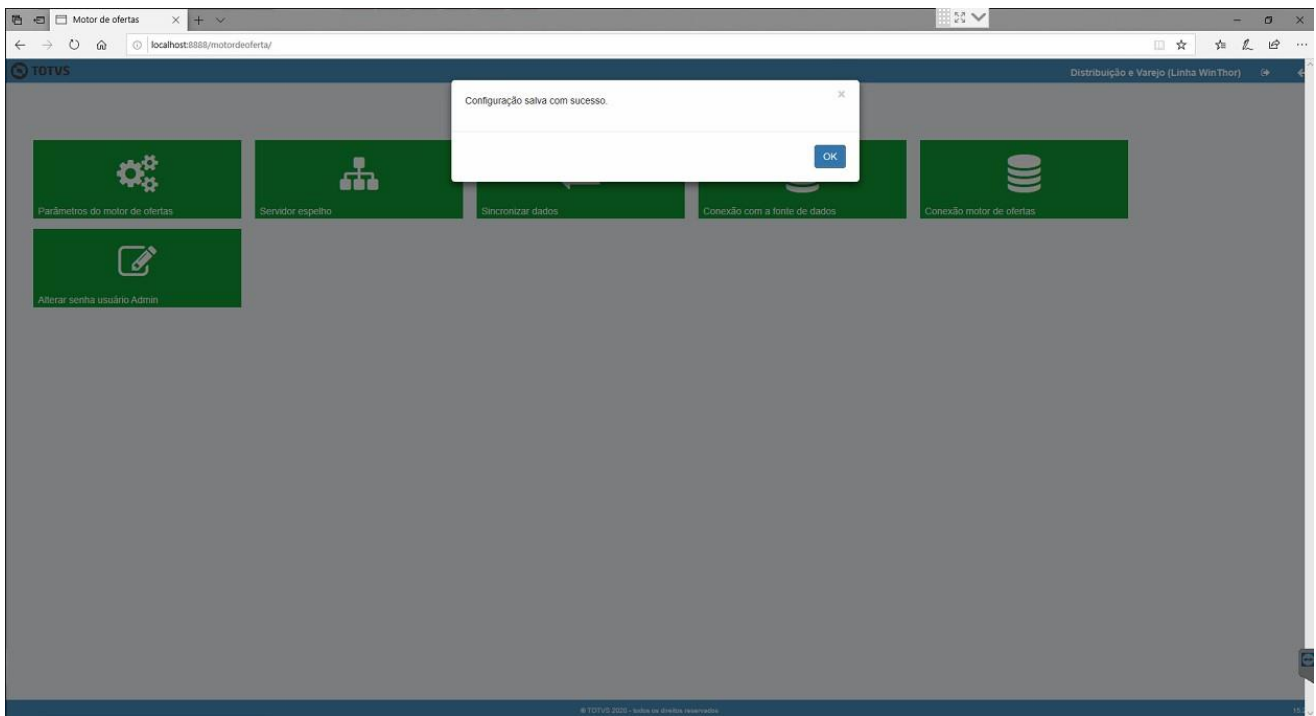 Motor de ofertas
localhost:8888/motordeoferta/
TOTVS
Distribuição e Varejo (Linha WinThor)
Configuração salva com sucesso.
OK
Parâmetros do motor de ofertas
Servidor espelho
Sincronizar dados
Conexão com a fonte de dados
Conexão motor de ofertas
Alterar senha usuário Admin
© TOTVS 2020 - todos os direitos reservados